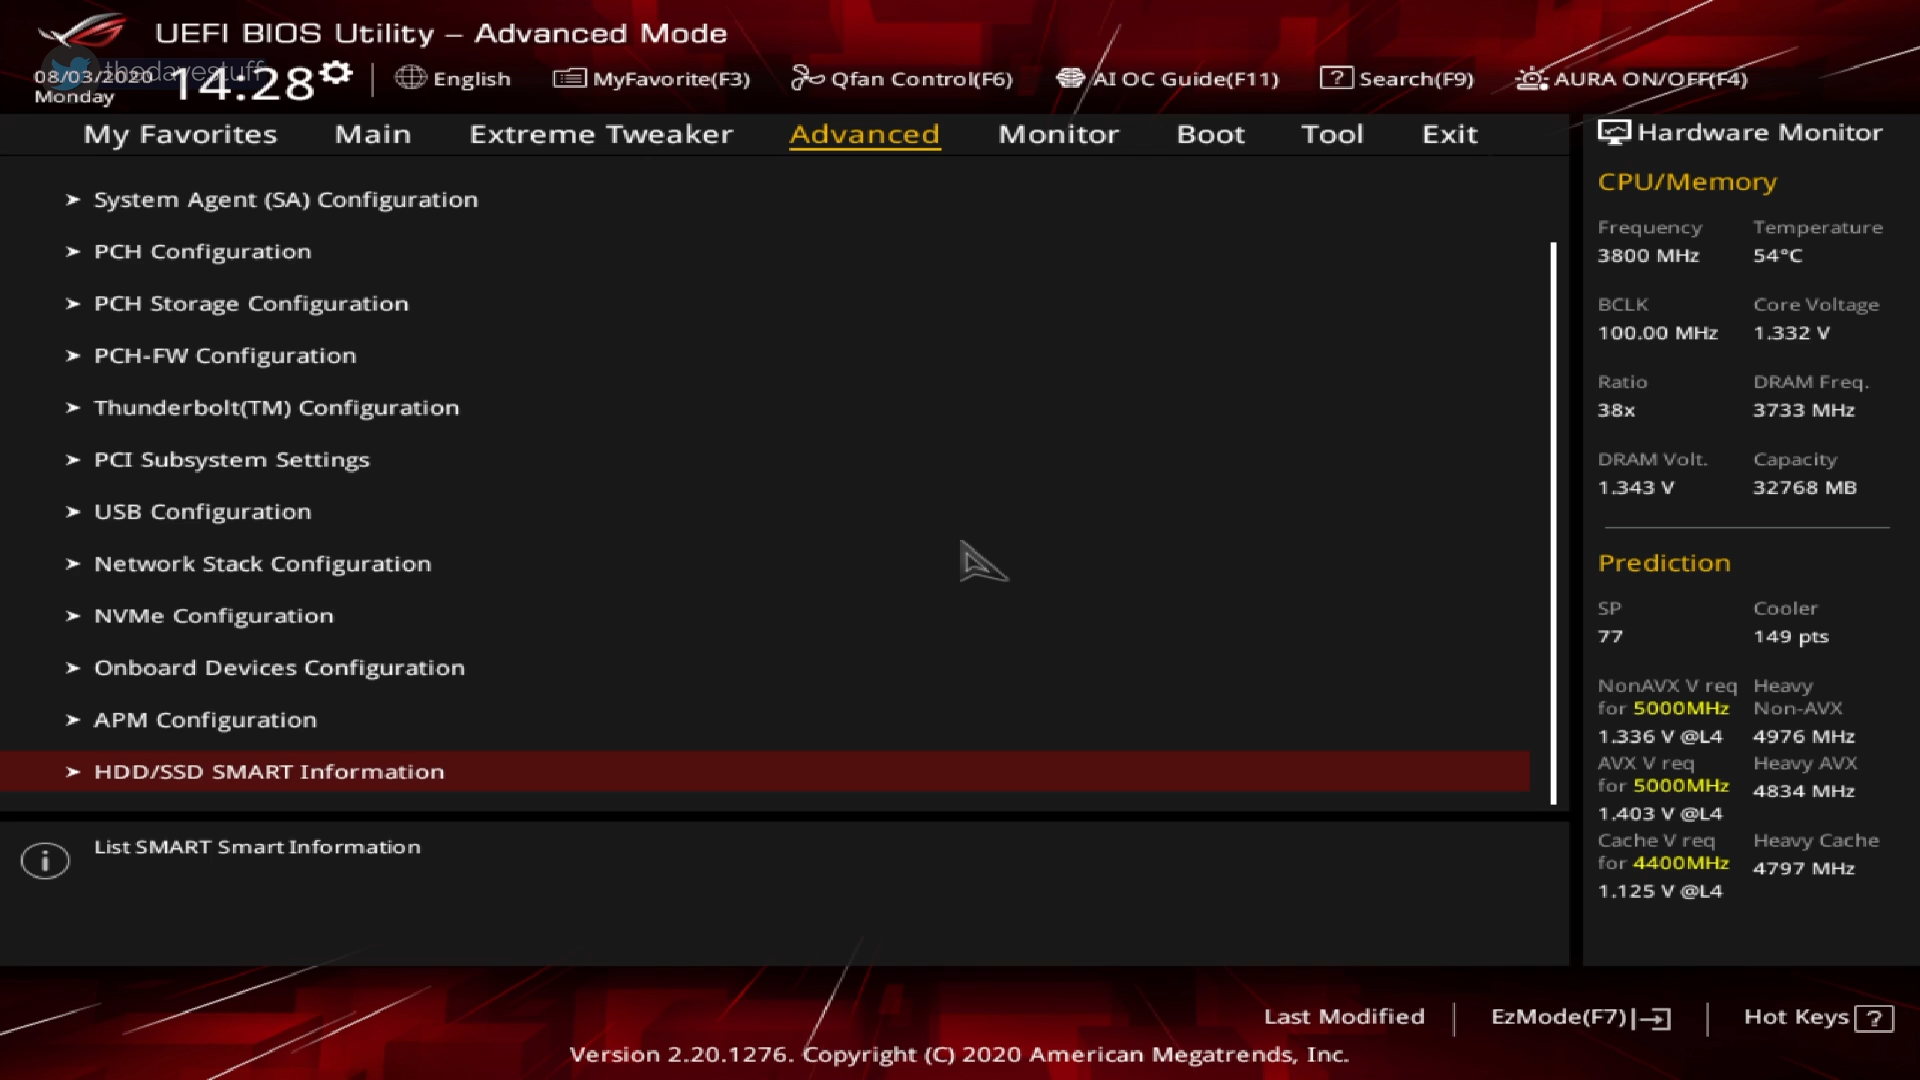 UEFI BIOS Utility – Advanced Mode
08/03/2020
Monday
14:28
thedavestuff
English
MyFavorite(F3)
Qfan Control(F6)
AI OC Guide(F11)
Search(F9)
AURA ON/OFF(F4)
My Favorites
Main
Extreme Tweaker
Advanced
Monitor
Boot
Tool
Exit
System Agent (SA) Configuration
PCH Configuration
PCH Storage Configuration
PCH-FW Configuration
Thunderbolt(TM) Configuration
PCI Subsystem Settings
USB Configuration
Network Stack Configuration
NVMe Configuration
Onboard Devices Configuration
APM Configuration
HDD/SSD SMART Information
List SMART Smart Information
Hardware Monitor
CPU/Memory
Frequency Temperature
3800 MHz 54°C
BCLK Core Voltage
100.00 MHz 1.332 V
Ratio DRAM Freq.
38x 3733 MHz
DRAM Volt. Capacity
1.343 V 32768 MB
Prediction
SP Cooler
77 149 pts
NonAVX V req Heavy
for 5000MHz Non-AVX
1.336 V @L4 4976 MHz
AVX V req Heavy AVX
for 5000MHz 4834 MHz
1.403 V @L4
Cache V req Heavy Cache
for 4400MHz 4797 MHz
1.125 V @L4
Last Modified
EzMode(F7)
Hot Keys ?
Version 2.20.1276. Copyright (C) 2020 American Megatrends, Inc.